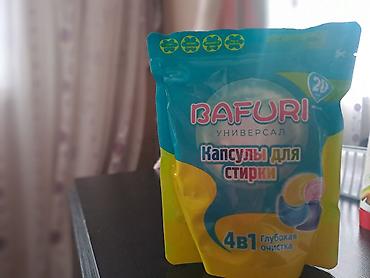 BAFURI
УНИВЕРСАЛ
Капсулы для
стирки
4в1 Глубокая
очистка